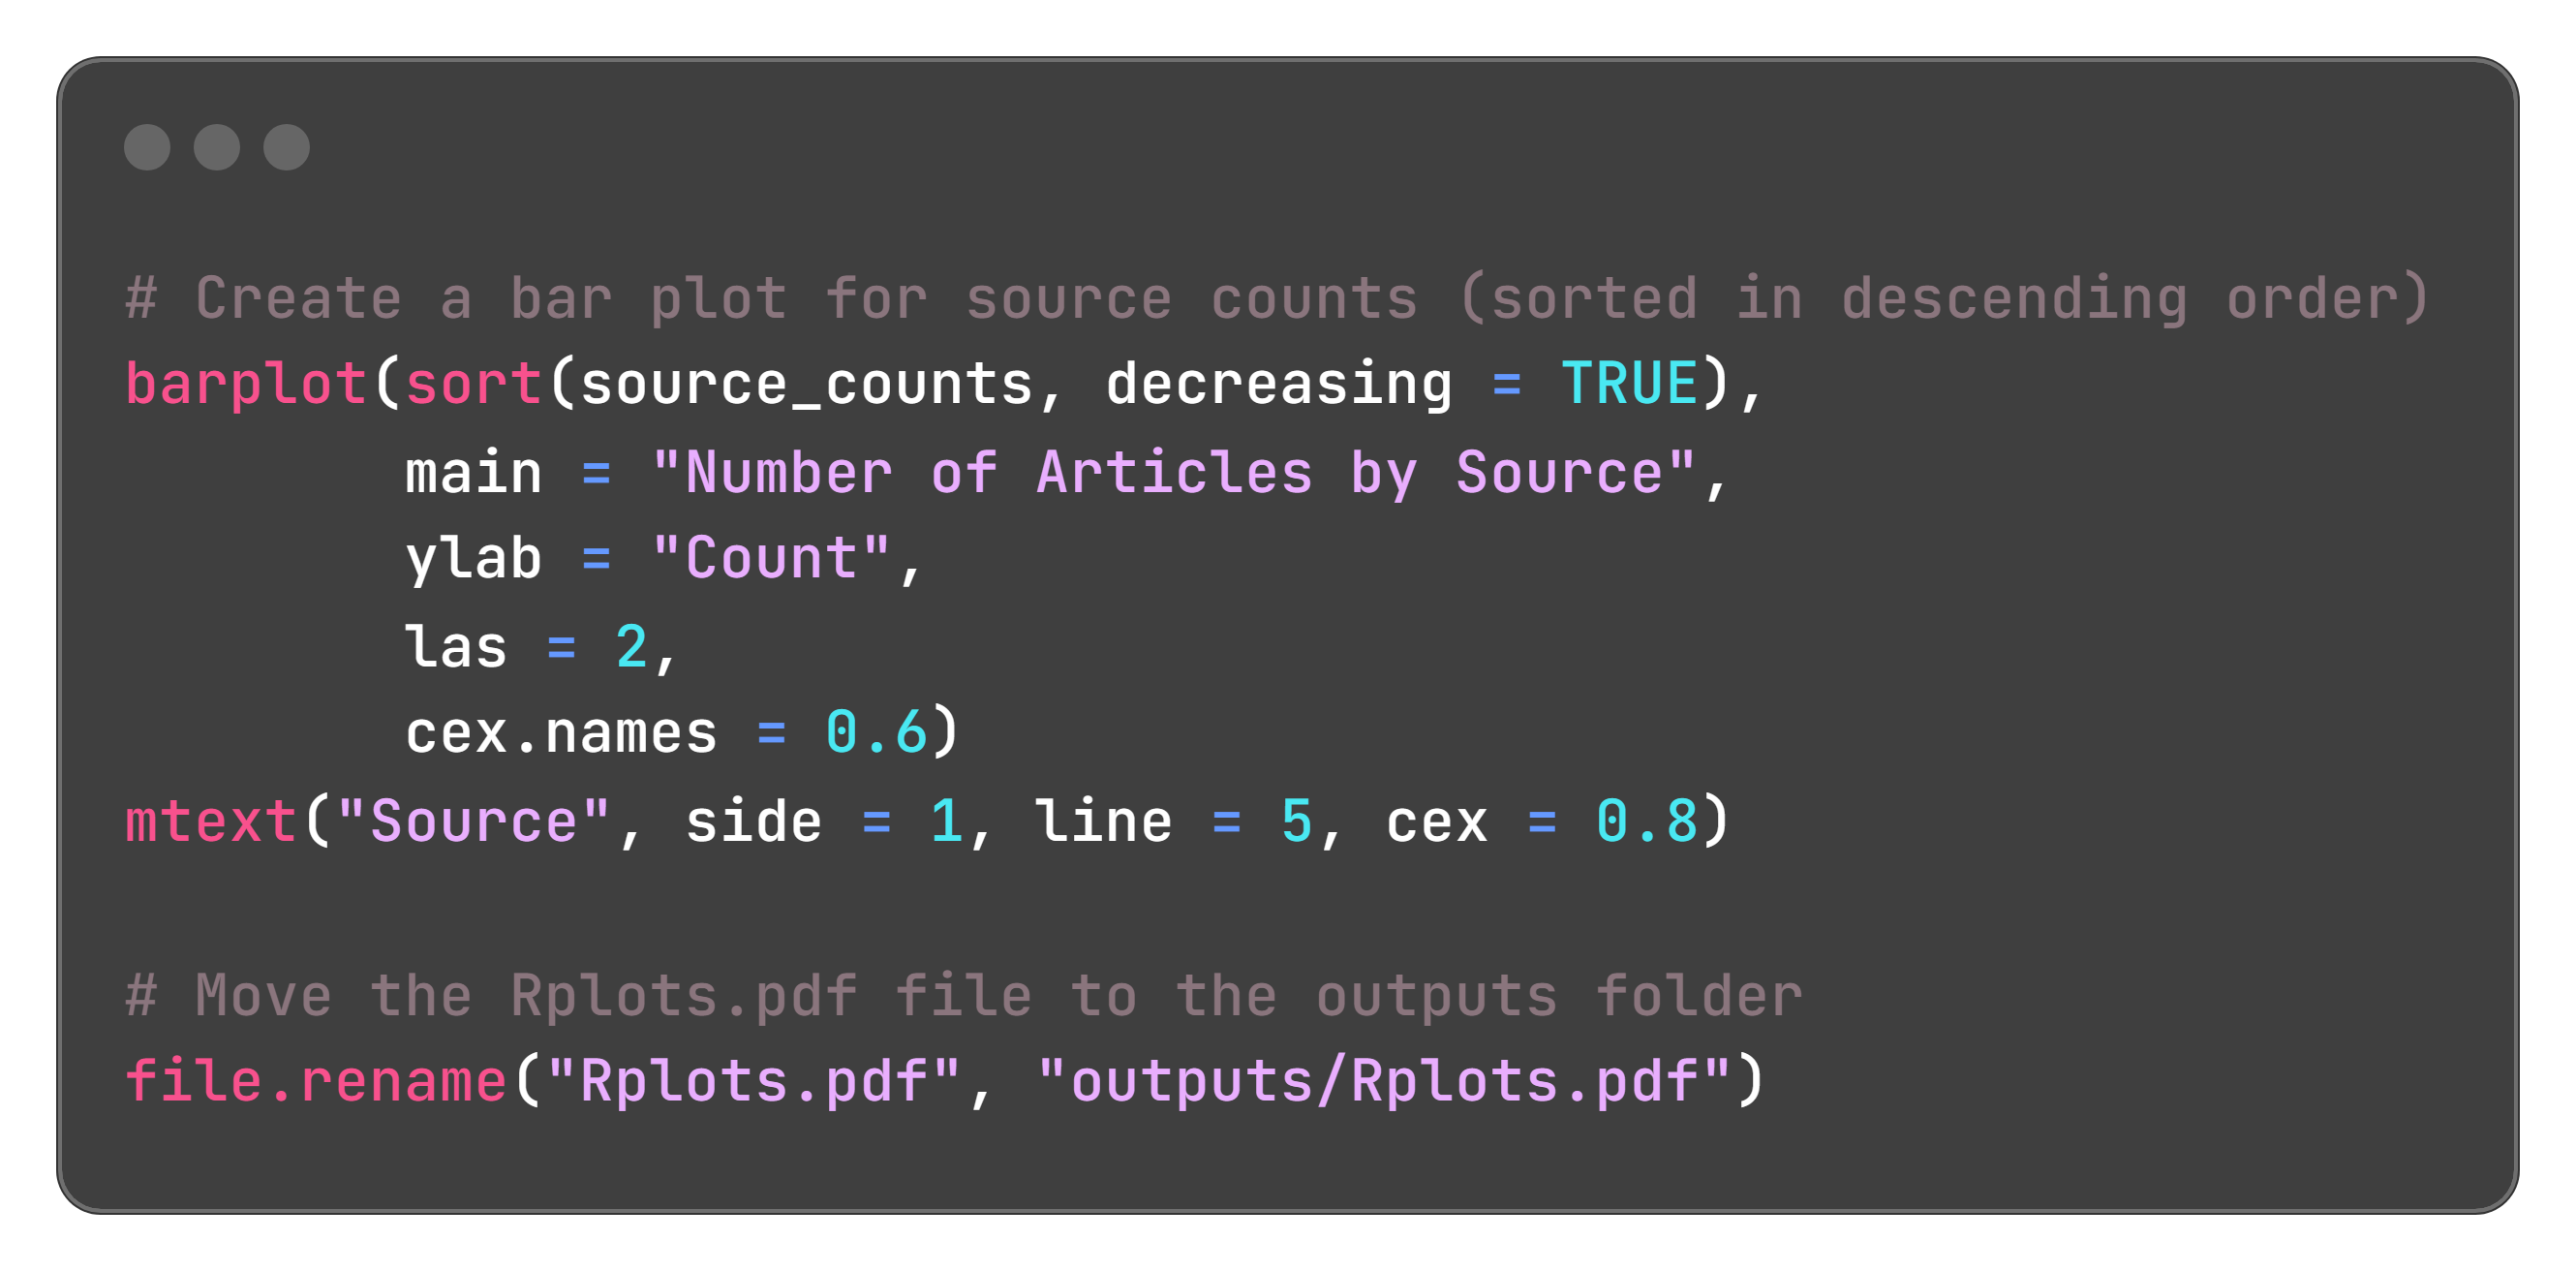 # Create a bar plot for source counts (sorted in descending order)
barplot(sort(source_counts, decreasing = TRUE),
        main = "Number of Articles by Source",
        ylab = "Count",
        las = 2,
        cex.names = 0.6)
mtext("Source", side = 1, line = 5, cex = 0.8)

# Move the Rplots.pdf file to the outputs folder
file.rename("Rplots.pdf", "outputs/Rplots.pdf")